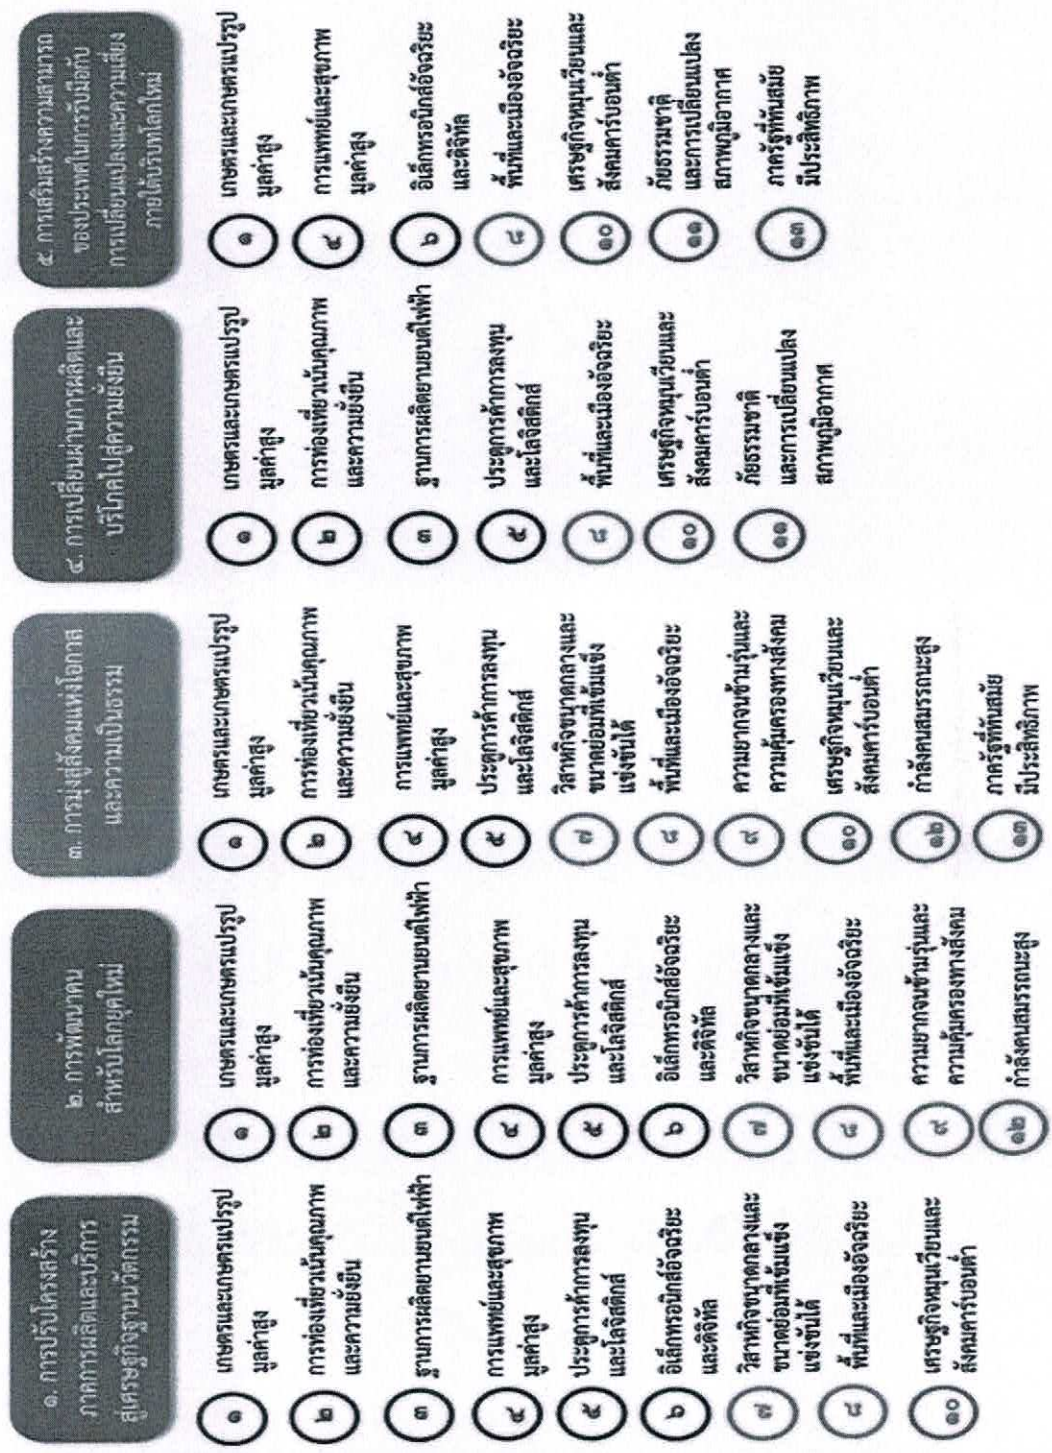 ๑. การปรับโครงสร้าง
ภาคการผลิตและบริการ
สู่เศรษฐกิจฐานนวัตกรรม
๑
เกษตรและเกษตรแปรรูป
มูลค่าสูง
๒
การท่องเที่ยวเน้นคุณภาพ
และความยั่งยืน
๓
ฐานการผลิตยานยนต์ไฟฟ้า
๔
การแพทย์และสุขภาพ
มูลค่าสูง
๕
ประตูการค้าการลงทุน
และโลจิสติกส์
๖
อิเล็กทรอนิกส์อัจฉริยะ
และดิจิทัล
๗
วิสาหกิจขนาดกลางและ
ขนาดย่อมที่เข้มแข็ง
แข่งขันได้
๘
พื้นที่และเมืองอัจฉริยะ
๑๐
เศรษฐกิจหมุนเวียนและ
สังคมคาร์บอนต่ำ
๒. การพัฒนาคน
สำหรับโลกยุคใหม่
๑
เกษตรและเกษตรแปรรูป
มูลค่าสูง
๒
การท่องเที่ยวเน้นคุณภาพ
และความยั่งยืน
๓
ฐานการผลิตยานยนต์ไฟฟ้า
๔
การแพทย์และสุขภาพ
มูลค่าสูง
๕
ประตูการค้าการลงทุน
และโลจิสติกส์
๖
อิเล็กทรอนิกส์อัจฉริยะ
และดิจิทัล
๗
วิสาหกิจขนาดกลางและ
ขนาดย่อมที่เข้มแข็ง
แข่งขันได้
๘
พื้นที่และเมืองอัจฉริยะ
๙
ความยากจนข้ามรุ่นและ
ความคุ้มครองทางสังคม
๑๒
กำลังคนสมรรถนะสูง
๓. การมุ่งสู่สังคมแห่งโอกาส
และความเป็นธรรม
๑
เกษตรและเกษตรแปรรูป
มูลค่าสูง
๒
การท่องเที่ยวเน้นคุณภาพ
และความยั่งยืน
๔
การแพทย์และสุขภาพ
มูลค่าสูง
๕
ประตูการค้าการลงทุน
และโลจิสติกส์
๗
วิสาหกิจขนาดกลางและ
ขนาดย่อมที่เข้มแข็ง
แข่งขันได้
๘
พื้นที่และเมืองอัจฉริยะ
๙
ความยากจนข้ามรุ่นและ
ความคุ้มครองทางสังคม
๑๐
เศรษฐกิจหมุนเวียนและ
สังคมคาร์บอนต่ำ
๑๒
กำลังคนสมรรถนะสูง
๑๓
ภาครัฐที่ทันสมัย
มีประสิทธิภาพ
๔. การเปลี่ยนผ่านการผลิตและ
บริโภคไปสู่ความยั่งยืน
๑
เกษตรและเกษตรแปรรูป
มูลค่าสูง
๒
การท่องเที่ยวเน้นคุณภาพ
และความยั่งยืน
๓
ฐานการผลิตยานยนต์ไฟฟ้า
๕
ประตูการค้าการลงทุน
และโลจิสติกส์
๘
พื้นที่และเมืองอัจฉริยะ
๑๐
เศรษฐกิจหมุนเวียนและ
สังคมคาร์บอนต่ำ
๑๑
ภัยธรรมชาติ
และการเปลี่ยนแปลง
สภาพภูมิอากาศ
๕. การเสริมสร้างความสามารถ
ของประเทศในการรับมือกับ
การเปลี่ยนแปลงและความเสี่ยง
ภายใต้บริบทโลกใหม่
๑
เกษตรและเกษตรแปรรูป
มูลค่าสูง
๔
การแพทย์และสุขภาพ
มูลค่าสูง
๖
อิเล็กทรอนิกส์อัจฉริยะ
และดิจิทัล
๘
พื้นที่และเมืองอัจฉริยะ
๑๐
เศรษฐกิจหมุนเวียนและ
สังคมคาร์บอนต่ำ
๑๑
ภัยธรรมชาติ
และการเปลี่ยนแปลง
สภาพภูมิอากาศ
๑๓
ภาครัฐที่ทันสมัย
มีประสิทธิภาพ